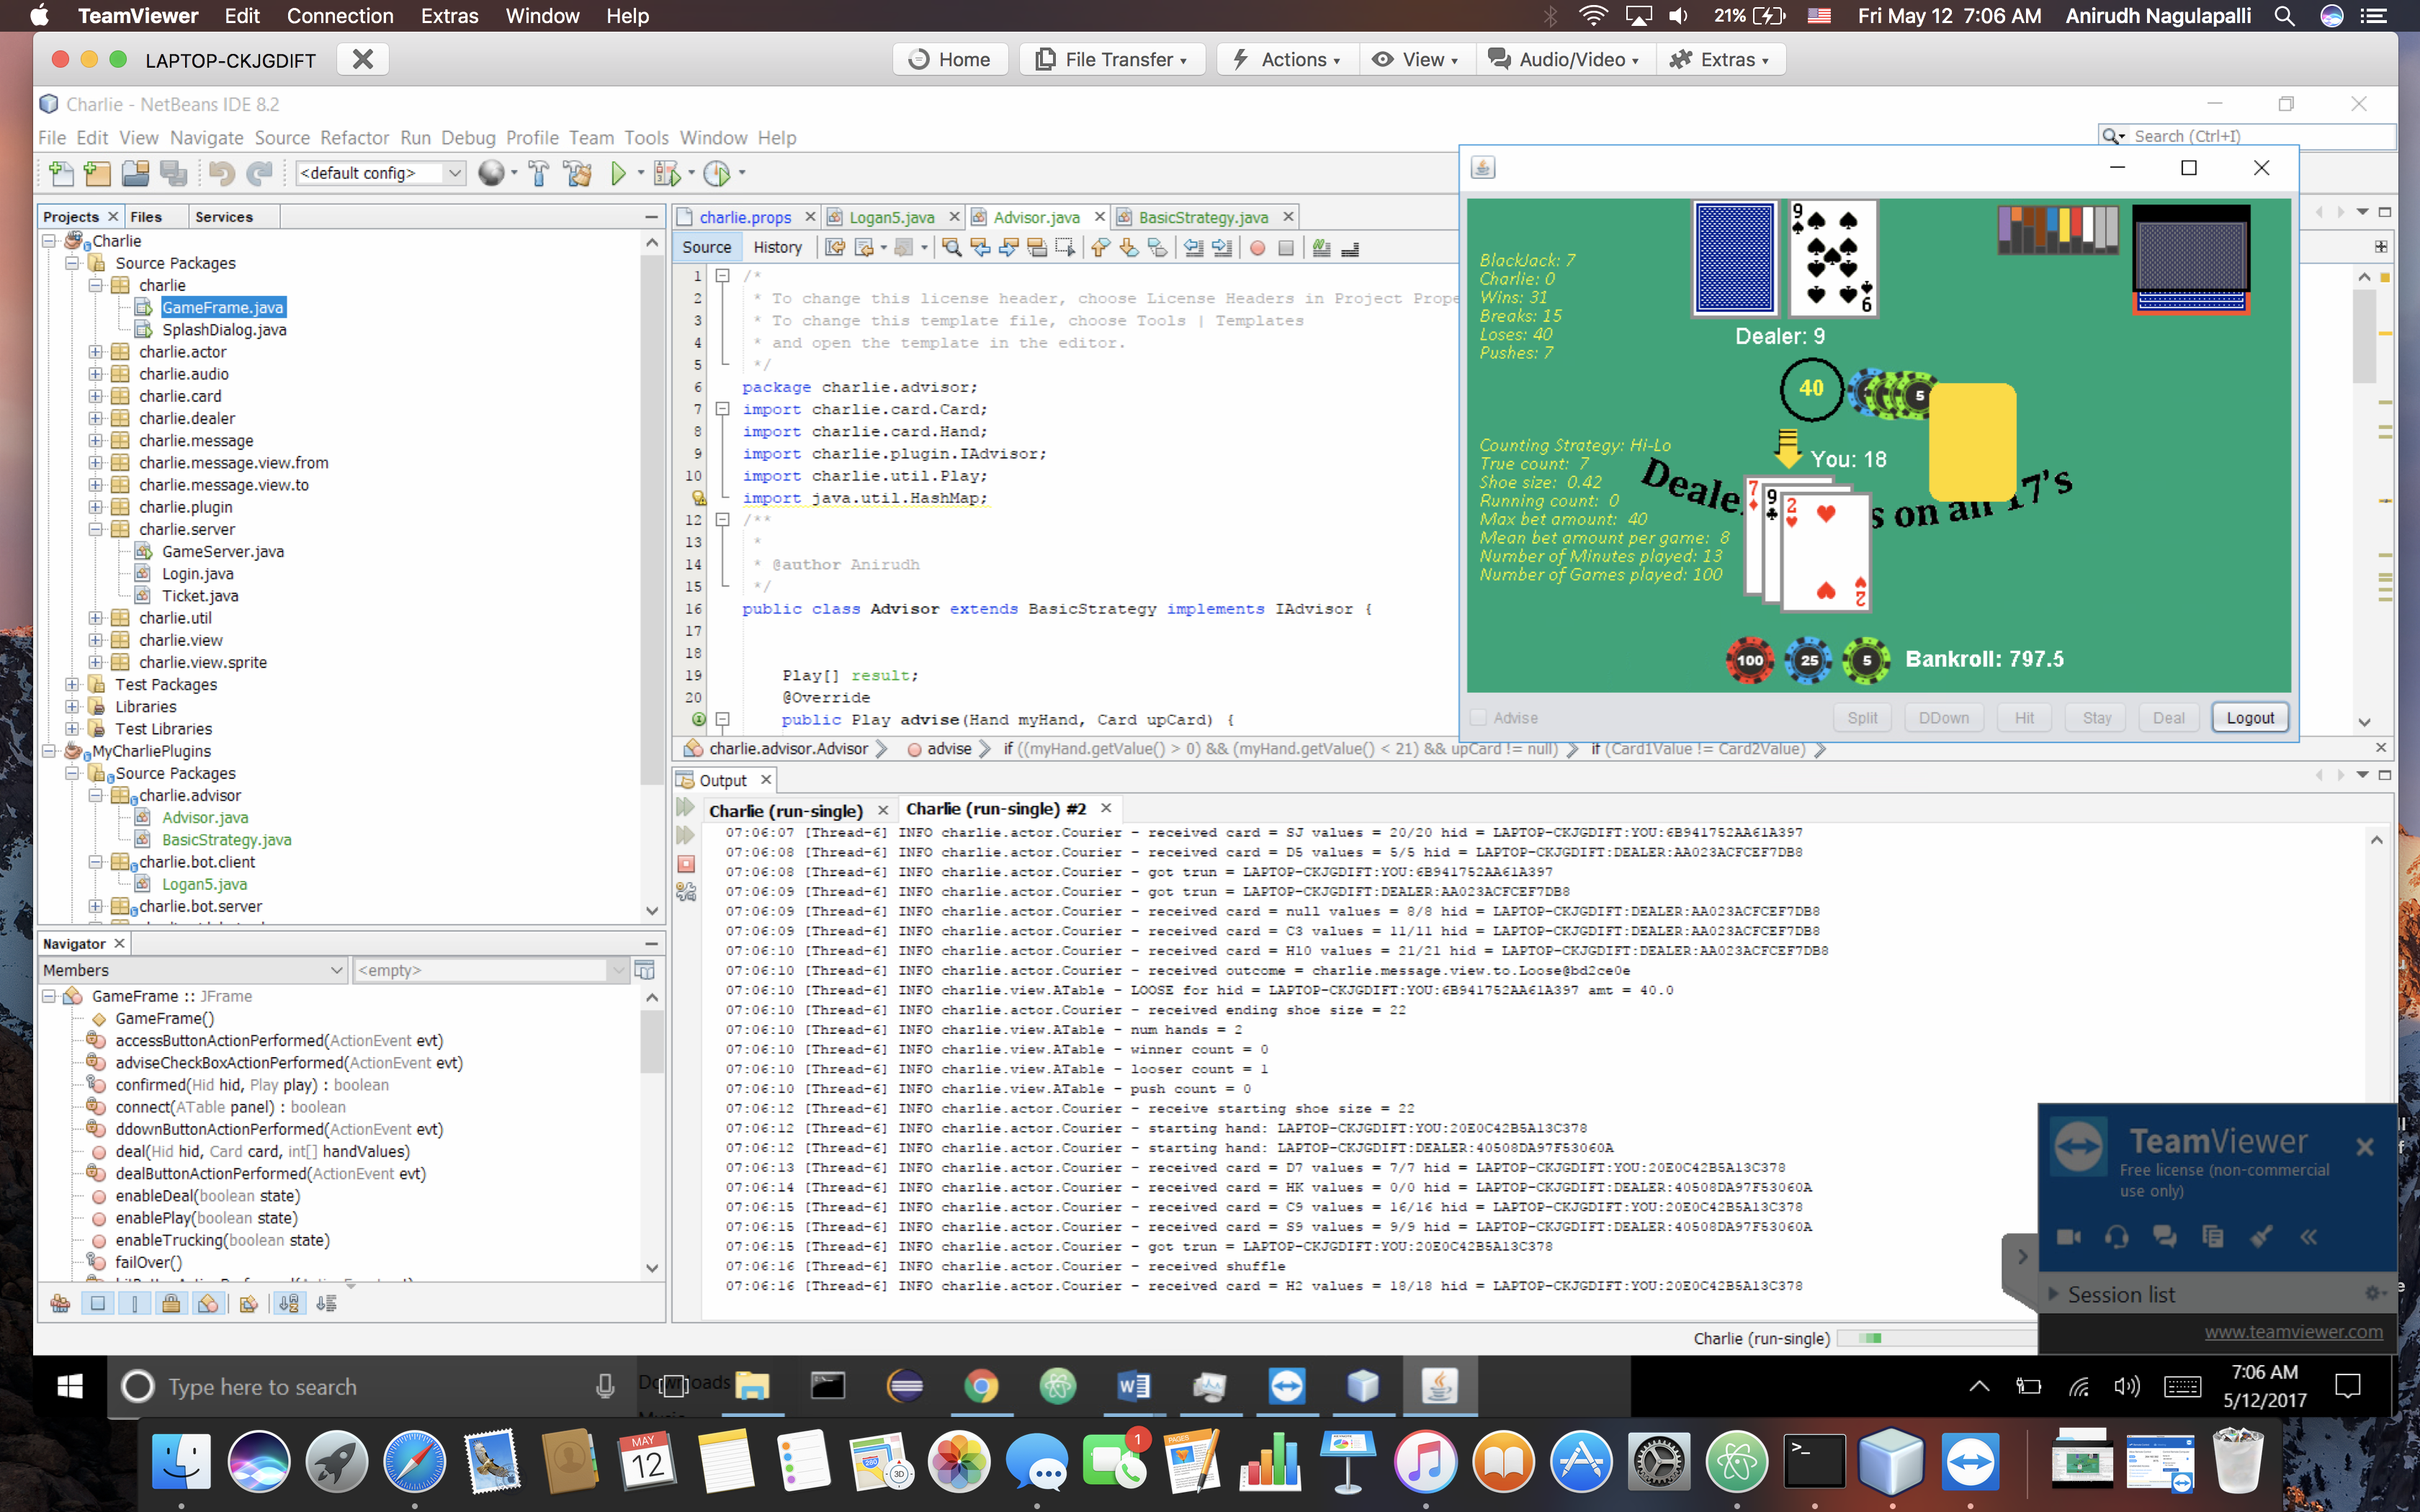 TeamViewer Edit Connection Extras Window Help
21% Fri May 12 7:06 AM Anirudh Nagulapalli
LAPTOP-CKJGDIFT
Home File Transfer Actions View Audio/Video Extras
Charlie - NetBeans IDE 8.2
File Edit View Navigate Source Refactor Run Debug Profile Team Tools Window Help
Search (Ctrl+I)
<default config>
Projects Files Services
Charlie
Source Packages
charlie
GameFrame.java
SplashDialog.java
charlie.actor
charlie.audio
charlie.card
charlie.dealer
charlie.message
charlie.message.view.from
charlie.message.view.to
charlie.plugin
charlie.server
GameServer.java
Login.java
Ticket.java
charlie.util
charlie.view
charlie.view.sprite
Test Packages
Libraries
Test Libraries
MyCharliePlugins
Source Packages
charlie.advisor
Advisor.java
BasicStrategy.java
charlie.bot.client
Logan5.java
charlie.bot.server
Navigator
Members <empty>
GameFrame :: JFrame
GameFrame()
accessButtonActionPerformed(ActionEvent evt)
adviseCheckBoxActionPerformed(ActionEvent evt)
confirmed(Hid hid, Play play) : boolean
connect(ATable panel) : boolean
ddownButtonActionPerformed(ActionEvent evt)
deal(Hid hid, Card card, int[] handValues)
dealButtonActionPerformed(ActionEvent evt)
enableDeal(boolean state)
enablePlay(boolean state)
enableTrucking(boolean state)
failOver()
charlie.props Logan5.java Advisor.java BasicStrategy.java
Source History
1 /*
2 * To change this license header, choose License Headers in Project Prope
3 * To change this template file, choose Tools | Templates
4 * and open the template in the editor.
5 */
6 package charlie.advisor;
7 import charlie.card.Card;
8 import charlie.card.Hand;
9 import charlie.plugin.IAdvisor;
10 import charlie.util.Play;
import java.util.HashMap;
12 /**
13 *
14 * @author Anirudh
15 */
16 public class Advisor extends BasicStrategy implements IAdvisor {
17
18
19 Play[] result;
20 @Override
public Play advise(Hand myHand, Card upCard) {
charlie.advisor.Advisor advise if ((myHand.getValue() > 0) && (myHand.getValue() < 21) && upCard != null) if (Card1Value != Card2Value)
BlackJack: 7
Charlie: 0
Wins: 31
Breaks: 15
Loses: 40
Pushes: 7
9
9
Dealer: 9
40
5
You: 18
Counting Strategy: Hi-Lo
True count: 7
Shoe size: 0.42
Running count: 0
Max bet amount: 40
Mean bet amount per game: 8
Number of Minutes played: 13
Number of Games played: 100
Deale s on all 17's
7 9 2
2
100 25 5 Bankroll: 797.5
Advise Split DDown Hit Stay Deal Logout
Output
Charlie (run-single) Charlie (run-single) #2
07:06:07 [Thread-6] INFO charlie.actor.Courier - received card = SJ values = 20/20 hid = LAPTOP-CKJGDIFT:YOU:6B941752AA61A397
07:06:08 [Thread-6] INFO charlie.actor.Courier - received card = D5 values = 5/5 hid = LAPTOP-CKJGDIFT:DEALER:AA023ACFCEF7DB8
07:06:08 [Thread-6] INFO charlie.actor.Courier - got trun = LAPTOP-CKJGDIFT:YOU:6B941752AA61A397
07:06:09 [Thread-6] INFO charlie.actor.Courier - got trun = LAPTOP-CKJGDIFT:DEALER:AA023ACFCEF7DB8
07:06:09 [Thread-6] INFO charlie.actor.Courier - received card = null values = 8/8 hid = LAPTOP-CKJGDIFT:DEALER:AA023ACFCEF7DB8
07:06:09 [Thread-6] INFO charlie.actor.Courier - received card = C3 values = 11/11 hid = LAPTOP-CKJGDIFT:DEALER:AA023ACFCEF7DB8
07:06:10 [Thread-6] INFO charlie.actor.Courier - received card = H10 values = 21/21 hid = LAPTOP-CKJGDIFT:DEALER:AA023ACFCEF7DB8
07:06:10 [Thread-6] INFO charlie.actor.Courier - received outcome = charlie.message.view.to.Loose@bd2ce0e
07:06:10 [Thread-6] INFO charlie.view.ATable - LOOSE for hid = LAPTOP-CKJGDIFT:YOU:6B941752AA61A397 amt = 40.0
07:06:10 [Thread-6] INFO charlie.actor.Courier - received ending shoe size = 22
07:06:10 [Thread-6] INFO charlie.view.ATable - num hands = 2
07:06:10 [Thread-6] INFO charlie.view.ATable - winner count = 0
07:06:10 [Thread-6] INFO charlie.view.ATable - looser count = 1
07:06:10 [Thread-6] INFO charlie.view.ATable - push count = 0
07:06:12 [Thread-6] INFO charlie.actor.Courier - receive starting shoe size = 22
07:06:12 [Thread-6] INFO charlie.actor.Courier - starting hand: LAPTOP-CKJGDIFT:YOU:20E0C42B5A13C378
07:06:12 [Thread-6] INFO charlie.actor.Courier - starting hand: LAPTOP-CKJGDIFT:DEALER:40508DA97F53060A
07:06:13 [Thread-6] INFO charlie.actor.Courier - received card = D7 values = 7/7 hid = LAPTOP-CKJGDIFT:YOU:20E0C42B5A13C378
07:06:14 [Thread-6] INFO charlie.actor.Courier - received card = HK values = 0/0 hid = LAPTOP-CKJGDIFT:DEALER:40508DA97F53060A
07:06:15 [Thread-6] INFO charlie.actor.Courier - received card = C9 values = 16/16 hid = LAPTOP-CKJGDIFT:YOU:20E0C42B5A13C378
07:06:15 [Thread-6] INFO charlie.actor.Courier - received card = S9 values = 9/9 hid = LAPTOP-CKJGDIFT:DEALER:40508DA97F53060A
07:06:15 [Thread-6] INFO charlie.actor.Courier - got trun = LAPTOP-CKJGDIFT:YOU:20E0C42B5A13C378
07:06:16 [Thread-6] INFO charlie.actor.Courier - received shuffle
07:06:16 [Thread-6] INFO charlie.actor.Courier - received card = H2 values = 18/18 hid = LAPTOP-CKJGDIFT:YOU:20E0C42B5A13C378
Charlie (run-single)
TeamViewer
Free license (non-commercial
use only)
Session list
www.teamviewer.com
Type here to search
7:06 AM
5/12/2017
MAY
12
280
3D
1
PAGES